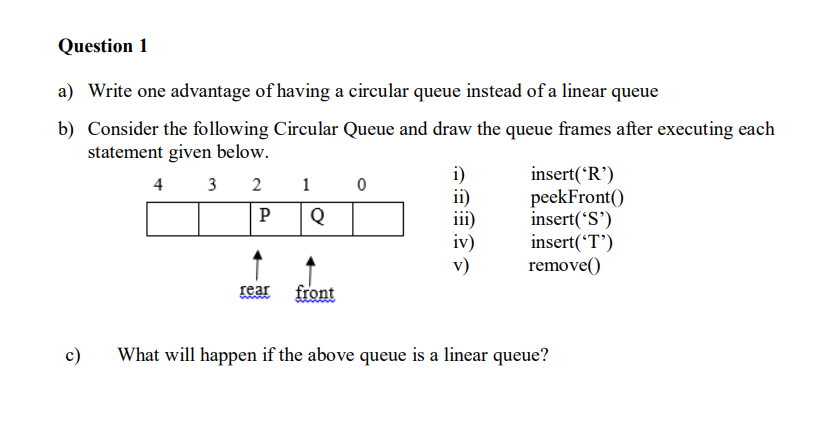 Question 1
a) Write one advantage of having a circular queue instead of a linear queue
b) Consider the following Circular Queue and draw the queue frames after executing each
statement given below.
4 3 2 1 0
P Q
rear front
i) insert(‘R’)
ii) peekFront()
iii) insert(‘S’)
iv) insert(‘T’)
v) remove()
c) What will happen if the above queue is a linear queue?